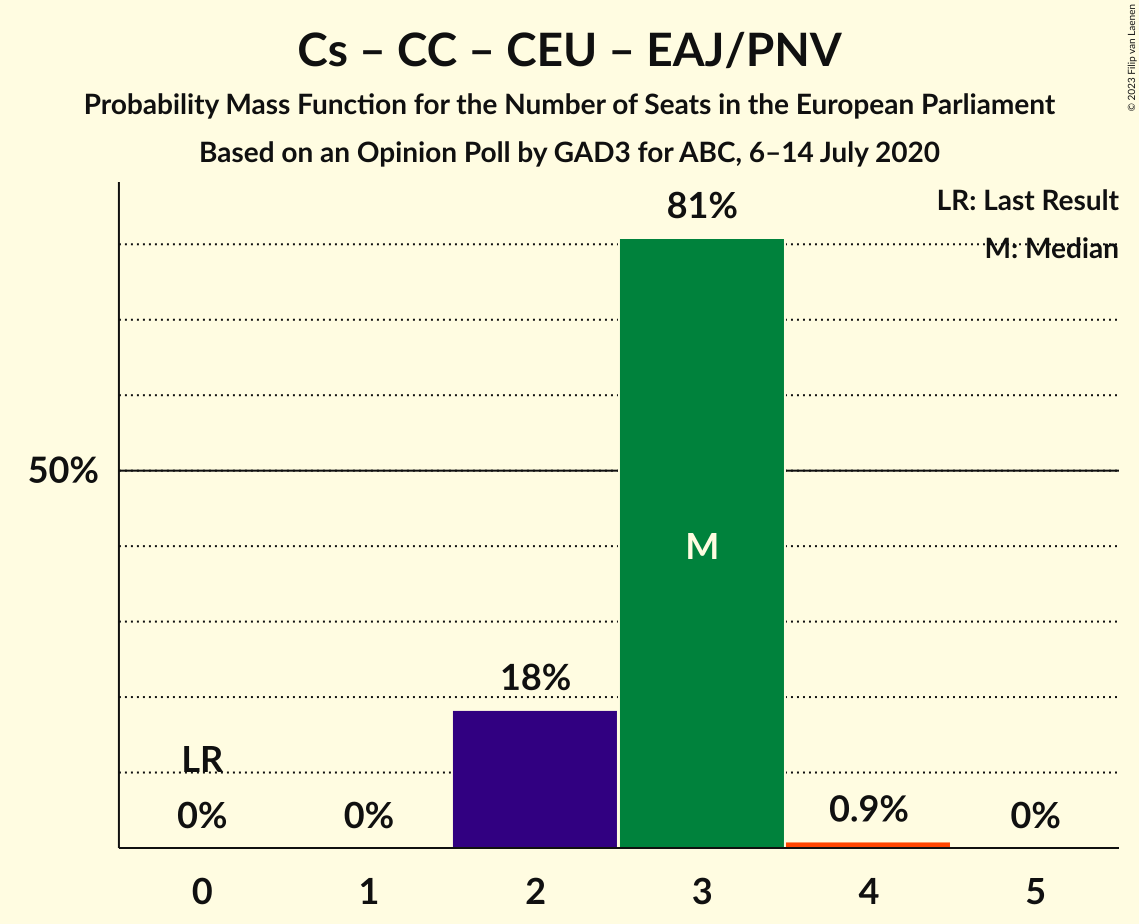 Cs – CC – CEU – EAJ/PNV
Probability Mass Function for the Number of Seats in the European Parliament
Based on an Opinion Poll by GAD3 for ABC, 6–14 July 2020
© 2023 Filip van Laenen
LR: Last Result
M: Median
81%
50%
M
18%
LR
0%
0%
0.9%
0%
0
1
2
3
4
5